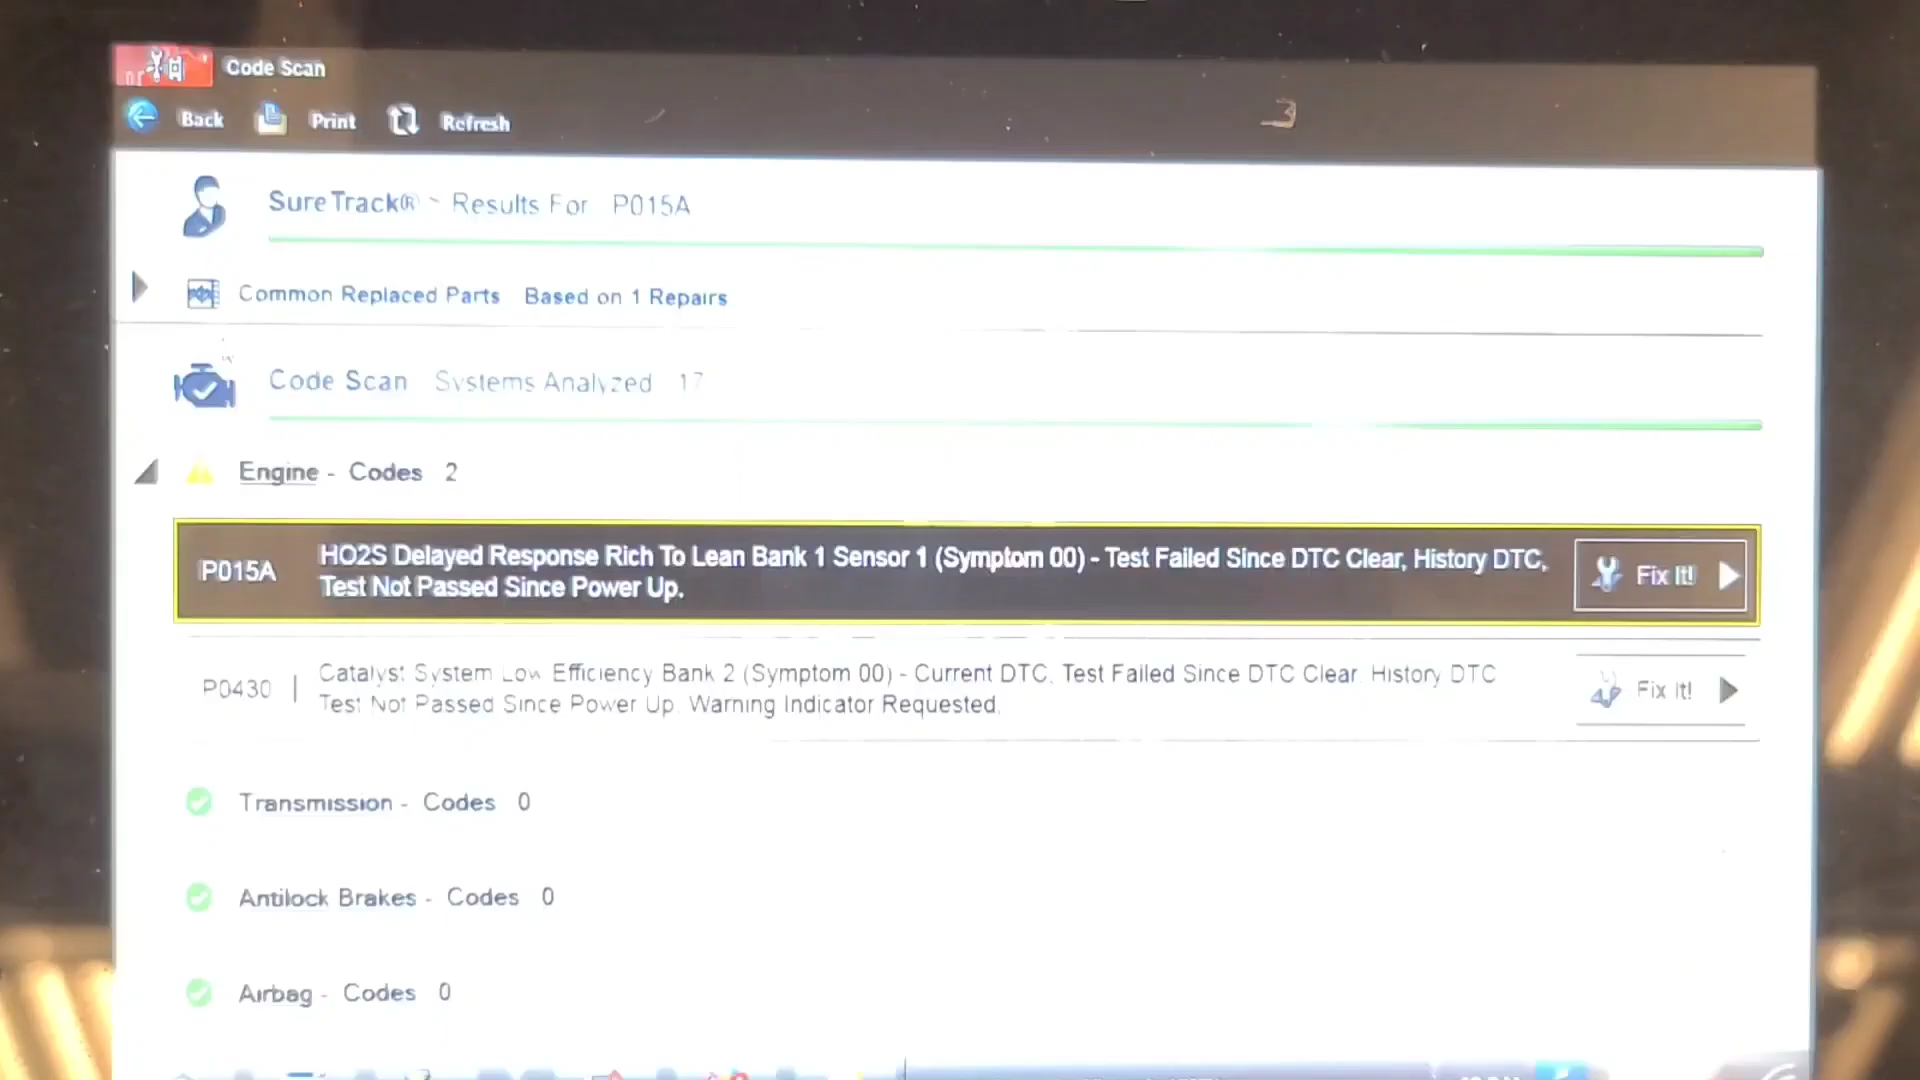 Code Scan
Back Print Refresh
SureTrack® ~ Results For P015A
Common Replaced Parts Based on 1 Repairs
Code Scan Systems Analyzed 17
Engine - Codes 2
P015A HO2S Delayed Response Rich To Lean Bank 1 Sensor 1 (Symptom 00) - Test Failed Since DTC Clear, History DTC,
Test Not Passed Since Power Up.
Fix It!
P0430 Catalyst System Low Efficiency Bank 2 (Symptom 00) - Current DTC, Test Failed Since DTC Clear, History DTC
Test Not Passed Since Power Up, Warning Indicator Requested.
Fix It!
Transmission - Codes 0
Antilock Brakes - Codes 0
Airbag - Codes 0